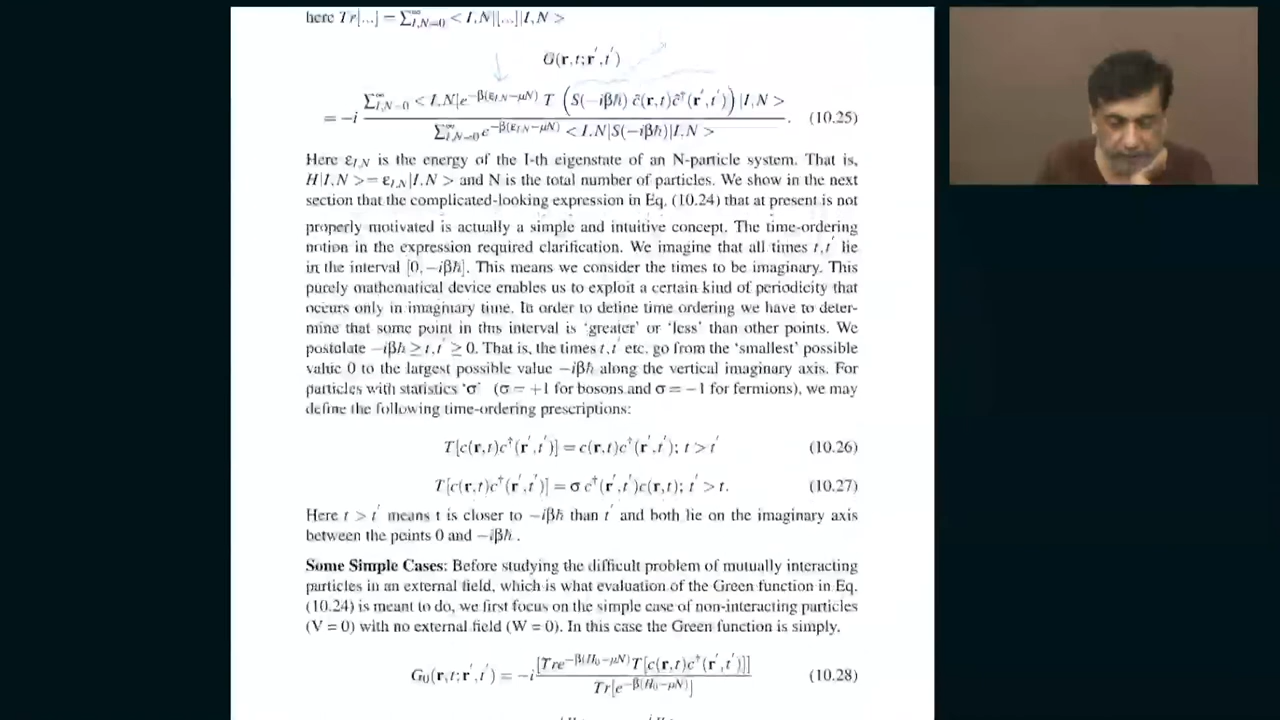 here Tr[...] = Σ^∞_{I,N=0} < I,N|[...]|I,N >
G(r,t;r′,t′)
= −i \frac{Σ^∞_{I,N=0} < I,N|e^{−β(ε_{I,N}−μN)} T (S(−iβħ) ĉ(r,t)ĉ†(r′,t′))|I,N >}{Σ^∞_{I,N=0} e^{−β(ε_{I,N}−μN)} < I,N|S(−iβħ)|I,N >}. (10.25)
Here ε_{I,N} is the energy of the I-th eigenstate of an N-particle system. That is,
H|I,N >= ε_{I,N}|I,N > and N is the total number of particles. We show in the next
section that the complicated-looking expression in Eq. (10.24) that at present is not
properly motivated is actually a simple and intuitive concept. The time-ordering
notion in the expression required clarification. We imagine that all times t,t′ lie
in the interval [0,−iβħ]. This means we consider the times to be imaginary. This
purely mathematical device enables us to exploit a certain kind of periodicity that
occurs only in imaginary time. In order to define time ordering we have to deter-
mine that some point in this interval is ‘greater’ or ‘less’ than other points. We
postulate −iβħ ≥ t,t′ ≥ 0. That is, the times t,t′ etc. go from the ‘smallest’ possible
value 0 to the largest possible value −iβħ along the vertical imaginary axis. For
particles with statistics ‘σ’ (σ = +1 for bosons and σ = −1 for fermions), we may
define the following time-ordering prescriptions:
T[c(r,t)c†(r′,t′)] = c(r,t)c†(r′,t′); t > t′ (10.26)
T[c(r,t)c†(r′,t′)] = σ c†(r′,t′)c(r,t); t′ > t. (10.27)
Here t > t′ means t is closer to −iβħ than t′ and both lie on the imaginary axis
between the points 0 and −iβħ.
Some Simple Cases: Before studying the difficult problem of mutually interacting
particles in an external field, which is what evaluation of the Green function in Eq.
(10.24) is meant to do, we first focus on the simple case of non-interacting particles
(V = 0) with no external field (W = 0). In this case the Green function is simply,
G₀(r,t;r′,t′) = −i \frac{[Tre^{−β(H₀−μN)}T[c(r,t)c†(r′,t′)]]}{Tr[e^{−β(H₀−μN)}]} (10.28)